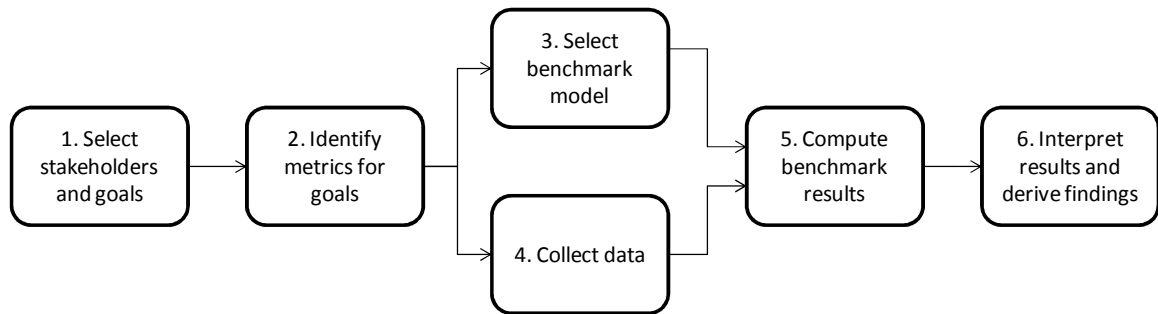 1. Select
stakeholders
and goals
2. Identify
metrics for
goals
3. Select
benchmark
model
4. Collect data
5. Compute
benchmark
results
6. Interpret
results and
derive findings